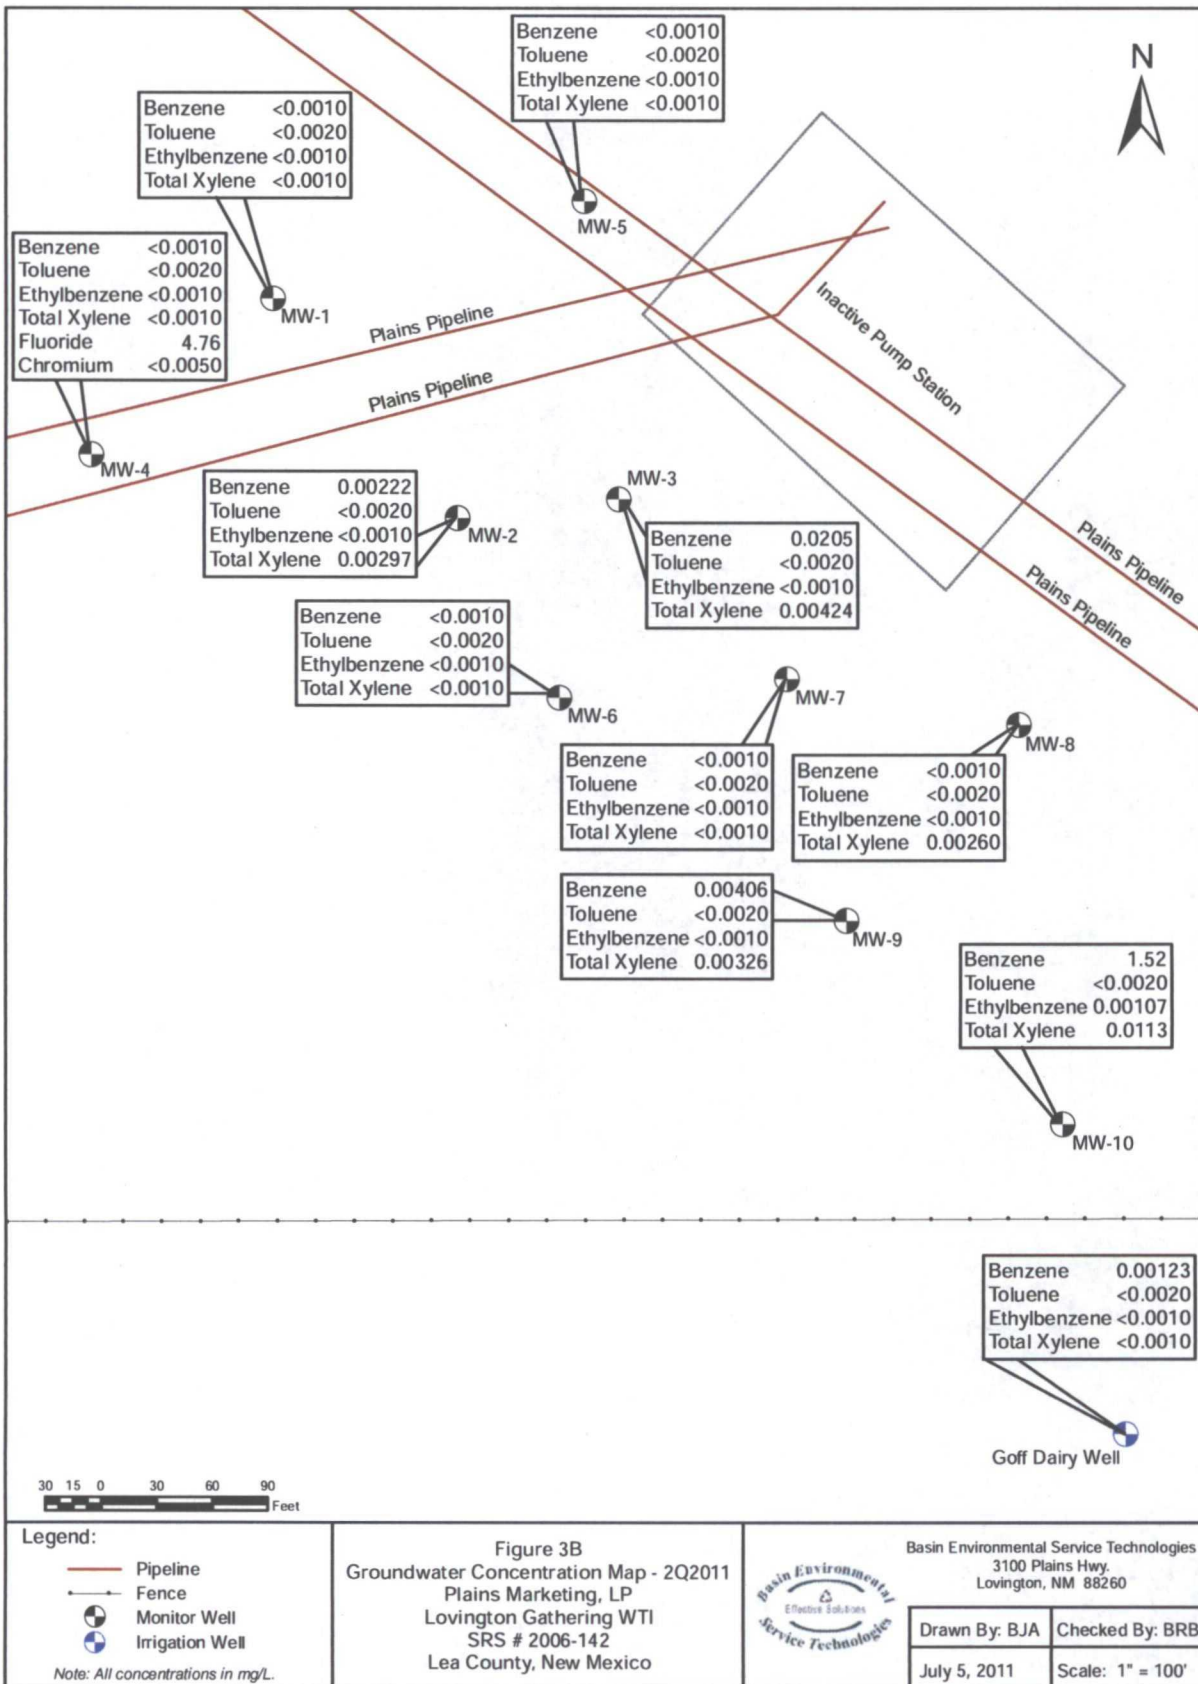 Benzene <0.0010
Toluene <0.0020
Ethylbenzene <0.0010
Total Xylene <0.0010
MW-5
N
Benzene <0.0010
Toluene <0.0020
Ethylbenzene <0.0010
Total Xylene <0.0010
MW-1
Benzene <0.0010
Toluene <0.0020
Ethylbenzene <0.0010
Total Xylene <0.0010
Fluoride 4.76
Chromium <0.0050
MW-4
Plains Pipeline
Plains Pipeline
Inactive Pump Station
Plains Pipeline
Plains Pipeline
Benzene 0.00222
Toluene <0.0020
Ethylbenzene <0.0010
Total Xylene 0.00297
MW-2
MW-3
Benzene 0.0205
Toluene <0.0020
Ethylbenzene <0.0010
Total Xylene 0.00424
Benzene <0.0010
Toluene <0.0020
Ethylbenzene <0.0010
Total Xylene <0.0010
MW-6
MW-7
Benzene <0.0010
Toluene <0.0020
Ethylbenzene <0.0010
Total Xylene <0.0010
MW-8
Benzene <0.0010
Toluene <0.0020
Ethylbenzene <0.0010
Total Xylene 0.00260
Benzene 0.00406
Toluene <0.0020
Ethylbenzene <0.0010
Total Xylene 0.00326
MW-9
Benzene 1.52
Toluene <0.0020
Ethylbenzene 0.00107
Total Xylene 0.0113
MW-10
Benzene 0.00123
Toluene <0.0020
Ethylbenzene <0.0010
Total Xylene <0.0010
Goff Dairy Well
30 15 0 30 60 90
Feet
Legend:
Pipeline
Fence
Monitor Well
Irrigation Well
Note: All concentrations in mg/L.
Figure 3B
Groundwater Concentration Map - 2Q2011
Plains Marketing, LP
Lovington Gathering WTI
SRS # 2006-142
Lea County, New Mexico
Basin Environmental
Effective Solutions
Service Technologies
Basin Environmental Service Technologies
3100 Plains Hwy.
Lovington, NM 88260
Drawn By: BJA
Checked By: BRB
July 5, 2011
Scale: 1" = 100'